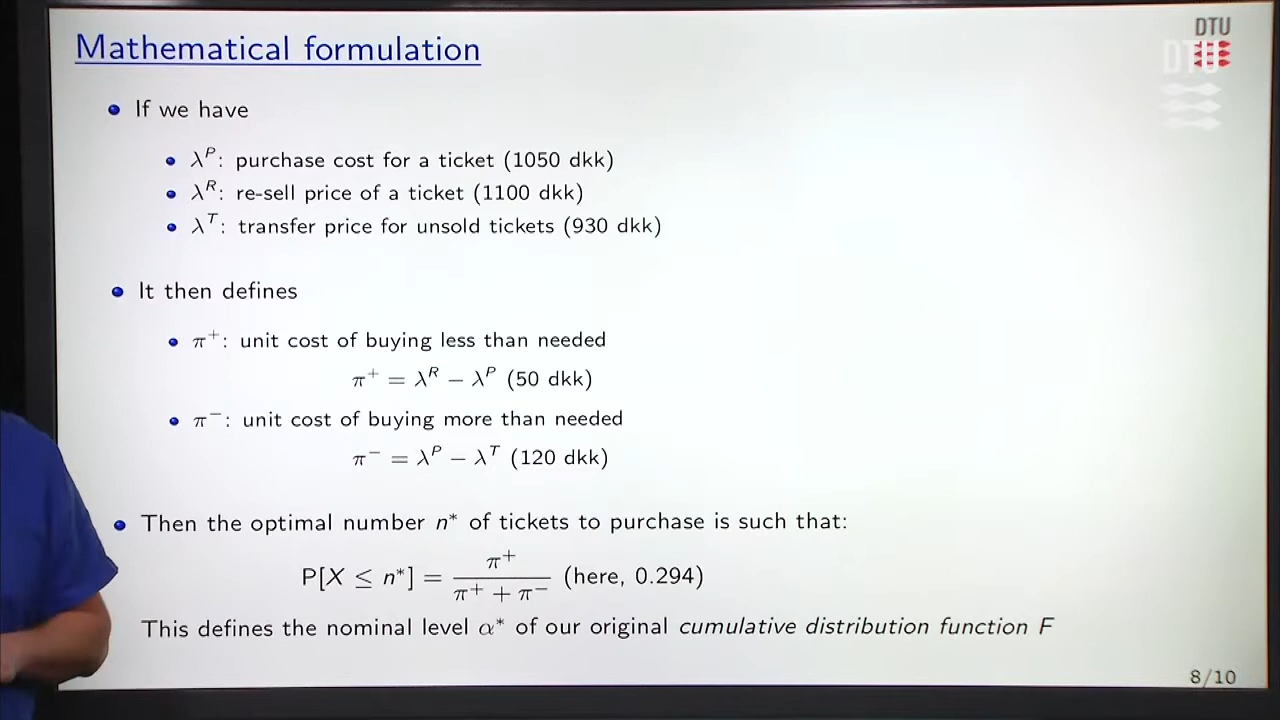 Mathematical formulation
DTU
DTU
If we have
λ^P: purchase cost for a ticket (1050 dkk)
λ^R: re-sell price of a ticket (1100 dkk)
λ^T: transfer price for unsold tickets (930 dkk)
It then defines
π⁺: unit cost of buying less than needed
π⁺ = λ^R − λ^P (50 dkk)
π⁻: unit cost of buying more than needed
π⁻ = λ^P − λ^T (120 dkk)
Then the optimal number n* of tickets to purchase is such that:
P[X ≤ n*] = π⁺ / (π⁺ + π⁻) (here, 0.294)
This defines the nominal level α* of our original cumulative distribution function F
8/10